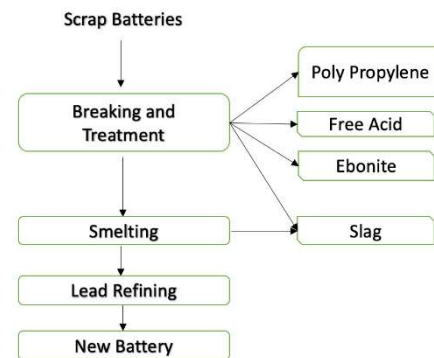 Scrap Batteries
Poly Propylene
Breaking and
Treatment
Free Acid
Ebonite
Smelting
Slag
Lead Refining
New Battery